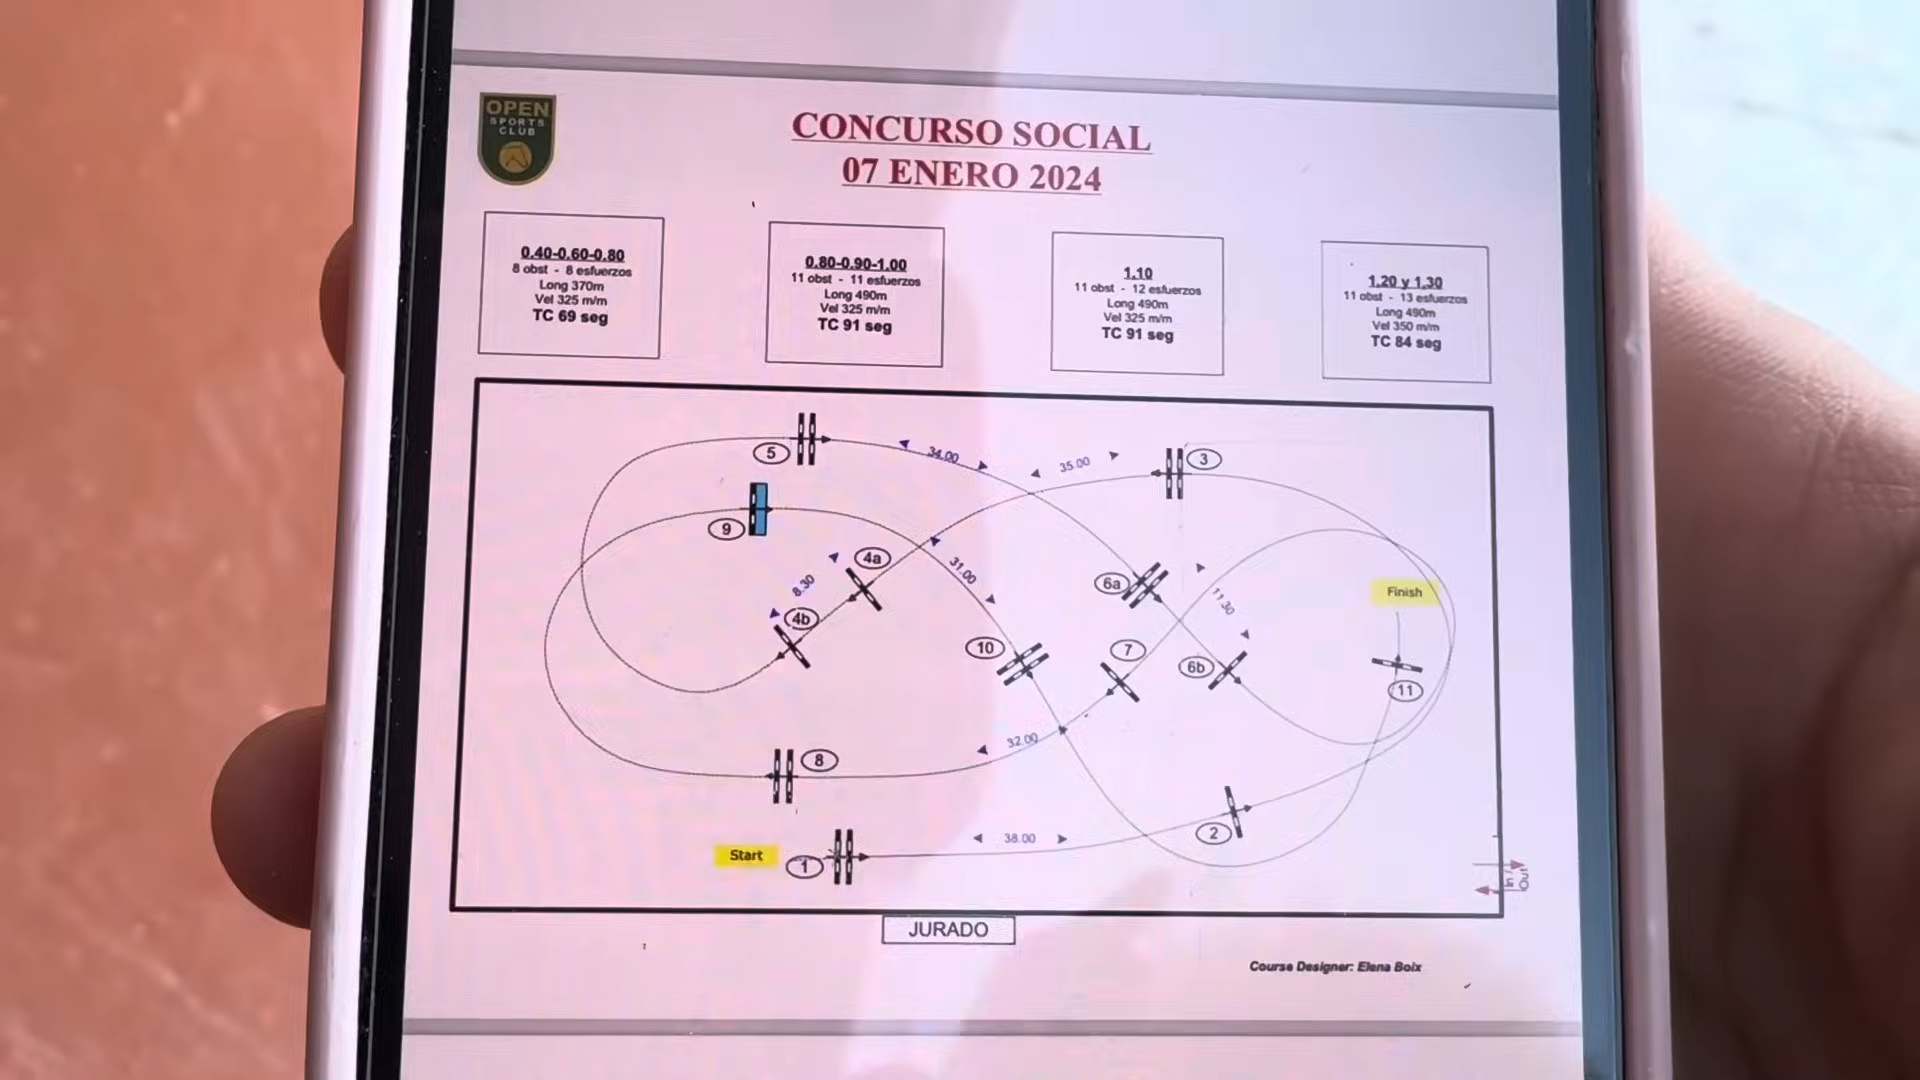 OPEN
SPORTS
CLUB
CONCURSO SOCIAL
07 ENERO 2024
0.40-0.60-0.80
8 obst - 8 esfuerzos
Long 370m
Vel 325 m/m
TC 69 seg
0.80-0.90-1.00
11 obst - 11 esfuerzos
Long 490m
Vel 325 m/m
TC 91 seg
1.10
11 obst - 12 esfuerzos
Long 490m
Vel 325 m/m
TC 91 seg
1.20 y 1.30
11 obst - 13 esfuerzos
Long 490m
Vel 350 m/m
TC 84 seg
5
34.00
35.00
3
9
4a
8.30
4b
31.00
6a
11.30
Finish
10
7
6b
11
32.00
8
2
38.00
Start
1
In /
Out
JURADO
Course Designer: Elena Boix